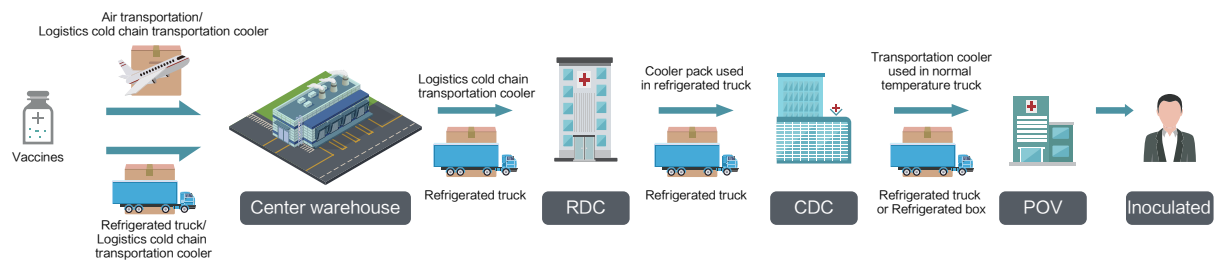 Air transportation/
Logistics cold chain transportation cooler
Vaccines
Refrigerated truck/
Logistics cold chain
transportation cooler
Center warehouse
Logistics cold chain
transportation cooler
Refrigerated truck
RDC
Cooler pack used
in refrigerated truck
Refrigerated truck
CDC
Transportation cooler
used in normal
temperature truck
Refrigerated truck
or Refrigerated box
POV
Inoculated